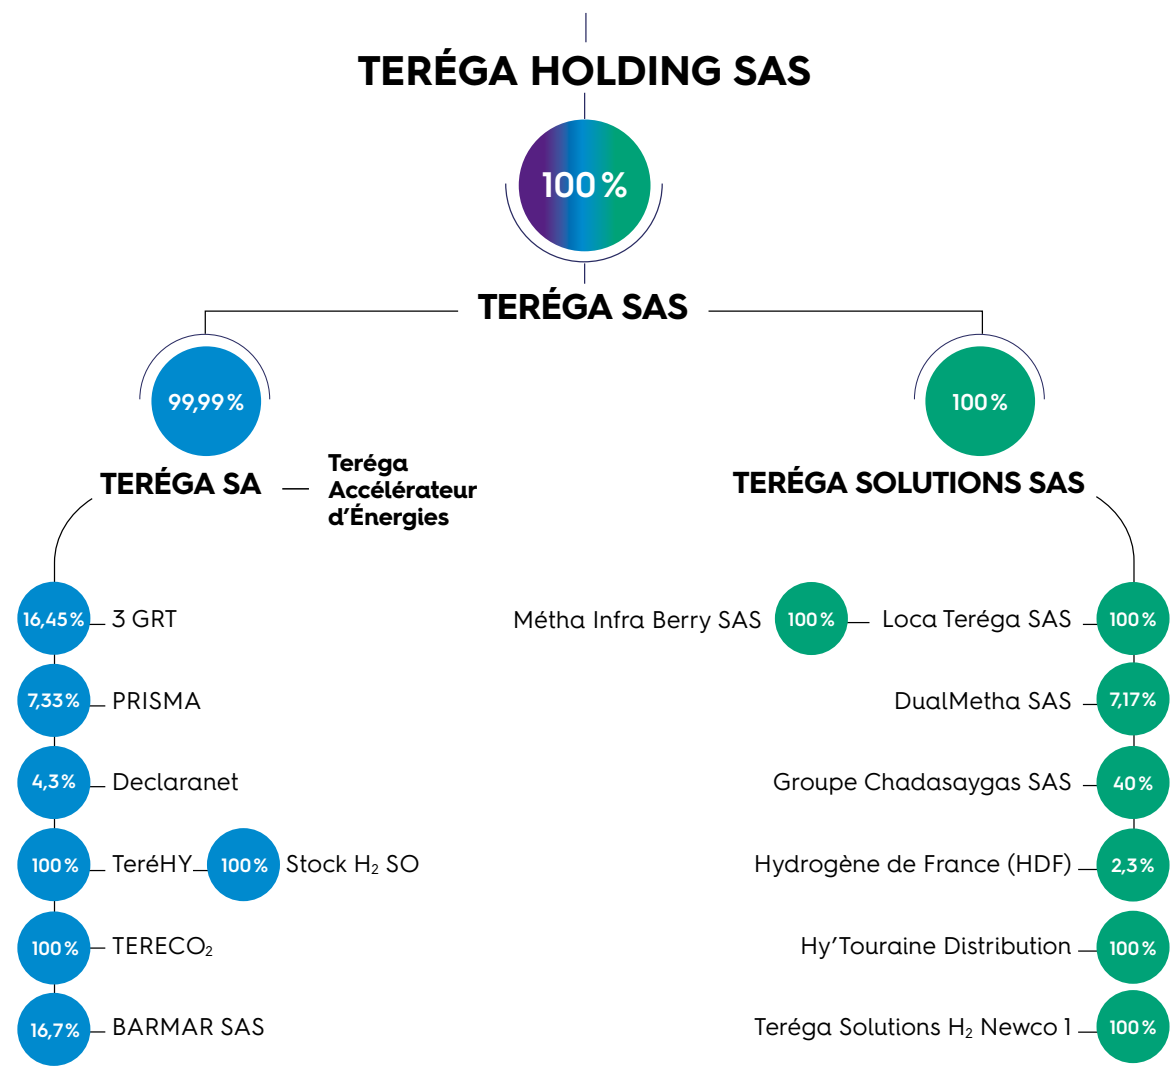 TERÉGA HOLDING SAS
100 %
TERÉGA SAS
99,99 %
100 %
TERÉGA SA
Teréga
Accélérateur
d’Énergies
TERÉGA SOLUTIONS SAS
16,45 % 3 GRT
7,33 % PRISMA
4,3 % Declaranet
100 % TeréHY 100 % Stock H₂ SO
100 % TERECO₂
16,7 % BARMAR SAS
Métha Infra Berry SAS 100 % Loca Teréga SAS 100 %
DualMetha SAS 7,17 %
Groupe Chadasaygas SAS 40 %
Hydrogène de France (HDF) 2,3 %
Hy’Touraine Distribution 100 %
Teréga Solutions H₂ Newco 1 100 %